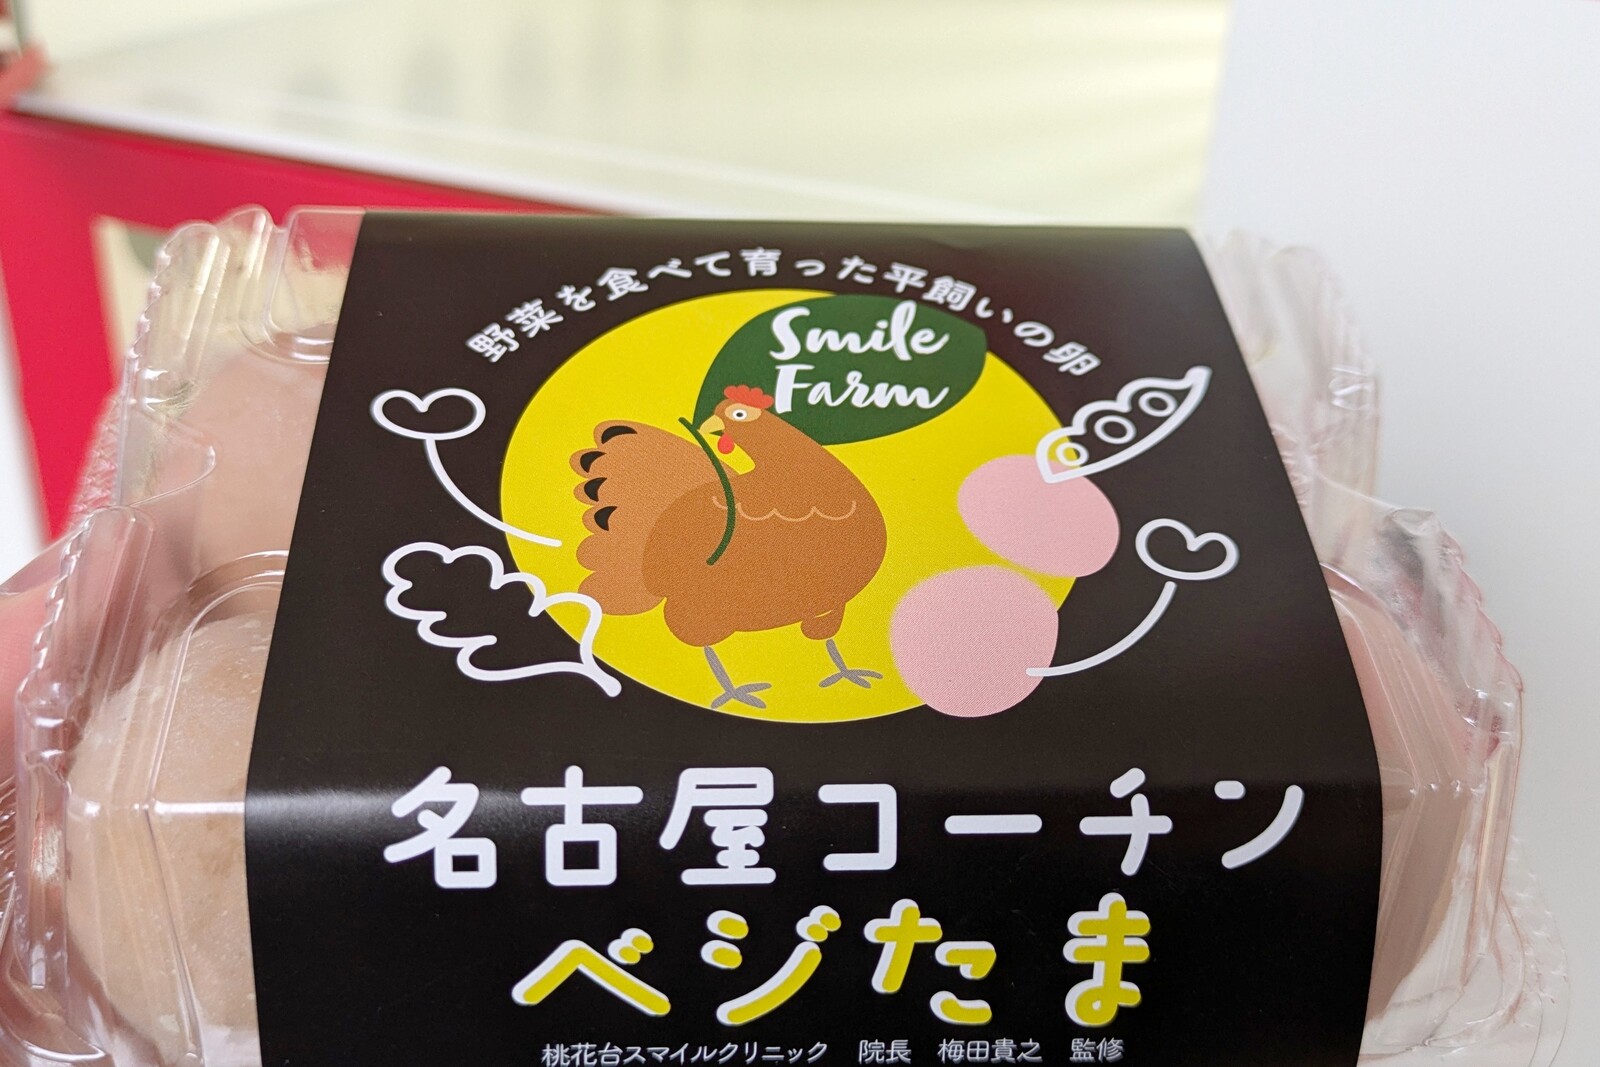 野菜を食べて育った平飼いの卵
Smile
Farm
名古屋コーチン
ベジたま
桃花台スマイルクリニック 院長 梅田貴之 監修